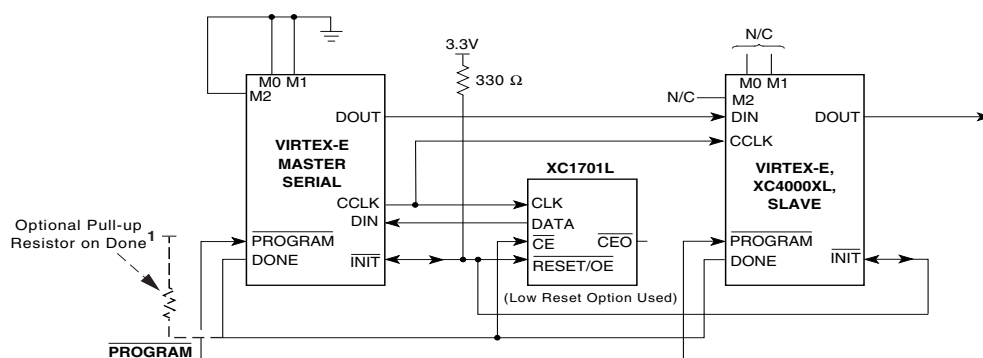 N/C
3.3V
M0 M1
M2
330 Ω
N/C
M0 M1
M2
DOUT
DIN
DOUT
VIRTEX-E
MASTER
SERIAL
CCLK
XC1701L
VIRTEX-E,
XC4000XL,
SLAVE
CCLK
CLK
DIN
DATA
Optional Pull-up
Resistor on Done1
PROGRAM
CE
CEO
PROGRAM
DONE
INIT
RESET/OE
DONE
INIT
(Low Reset Option Used)
PROGRAM